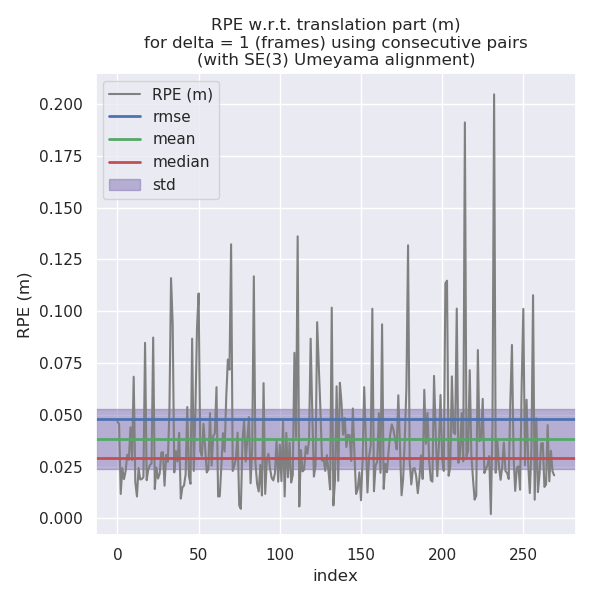 RPE w.r.t. translation part (m)
for delta = 1 (frames) using consecutive pairs
(with SE(3) Umeyama alignment)
RPE (m)
rmse
mean
median
std
0.200
0.175
0.150
0.125
0.100
0.075
0.050
0.025
0.000
RPE (m)
0 50 100 150 200 250
index